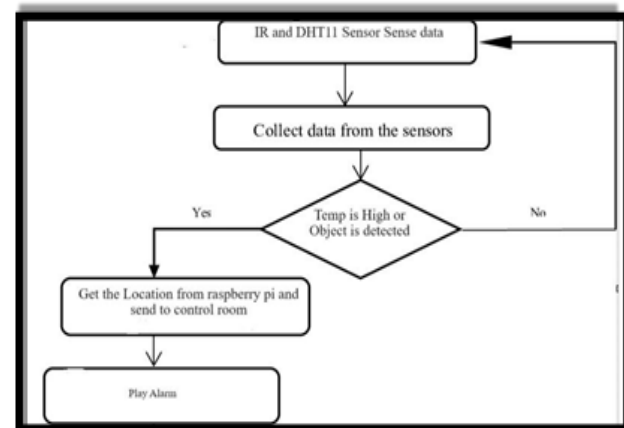 IR and DHT11 Sensor Sense data
Collect data from the sensors
Temp is High or
Object is detected
Yes
No
Get the Location from raspberry pi and
send to control room
Play Alarm